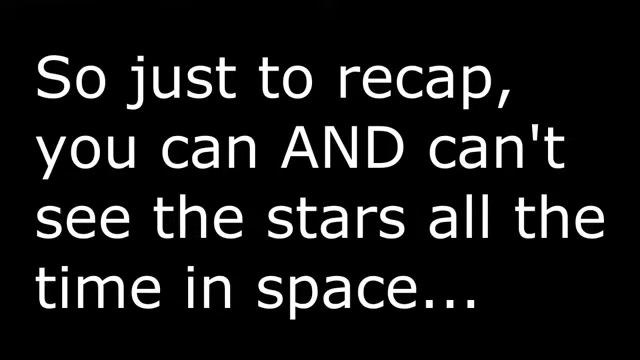 So just to recap,
you can AND can't
see the stars all the
time in space...